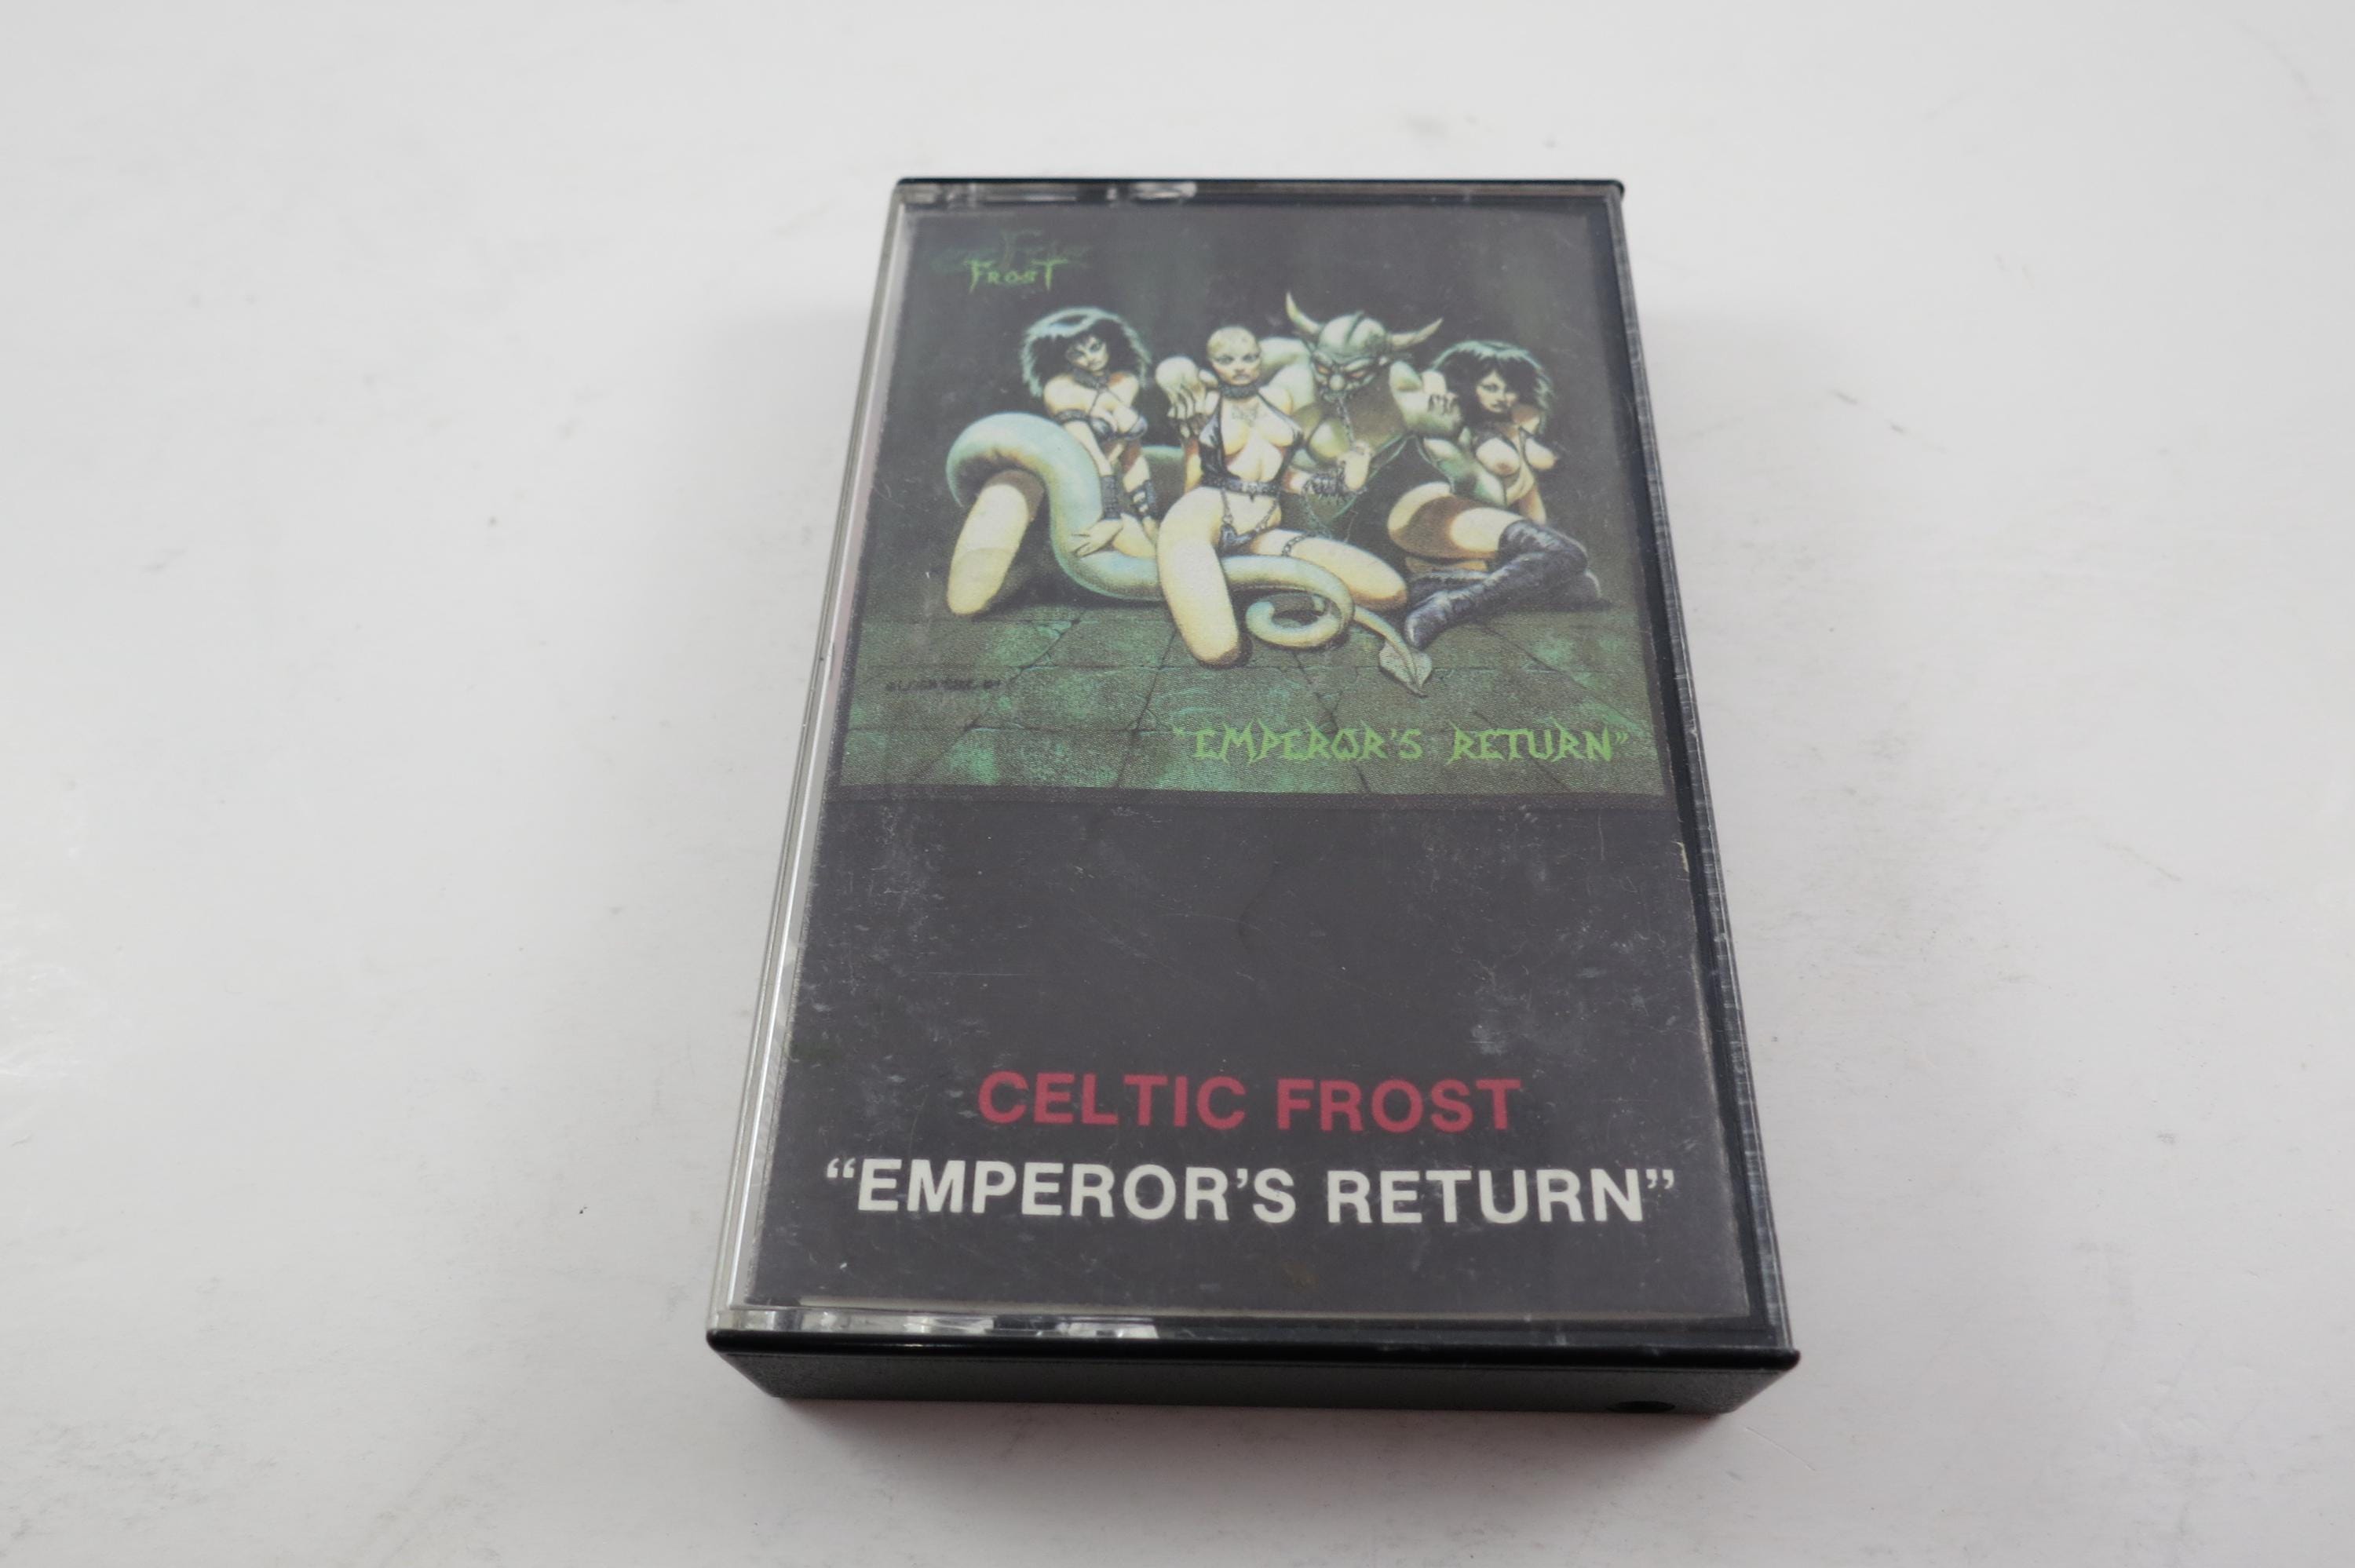 FROST
"EMPEROR'S RETURN"
CELTIC FROST
“EMPEROR’S RETURN”